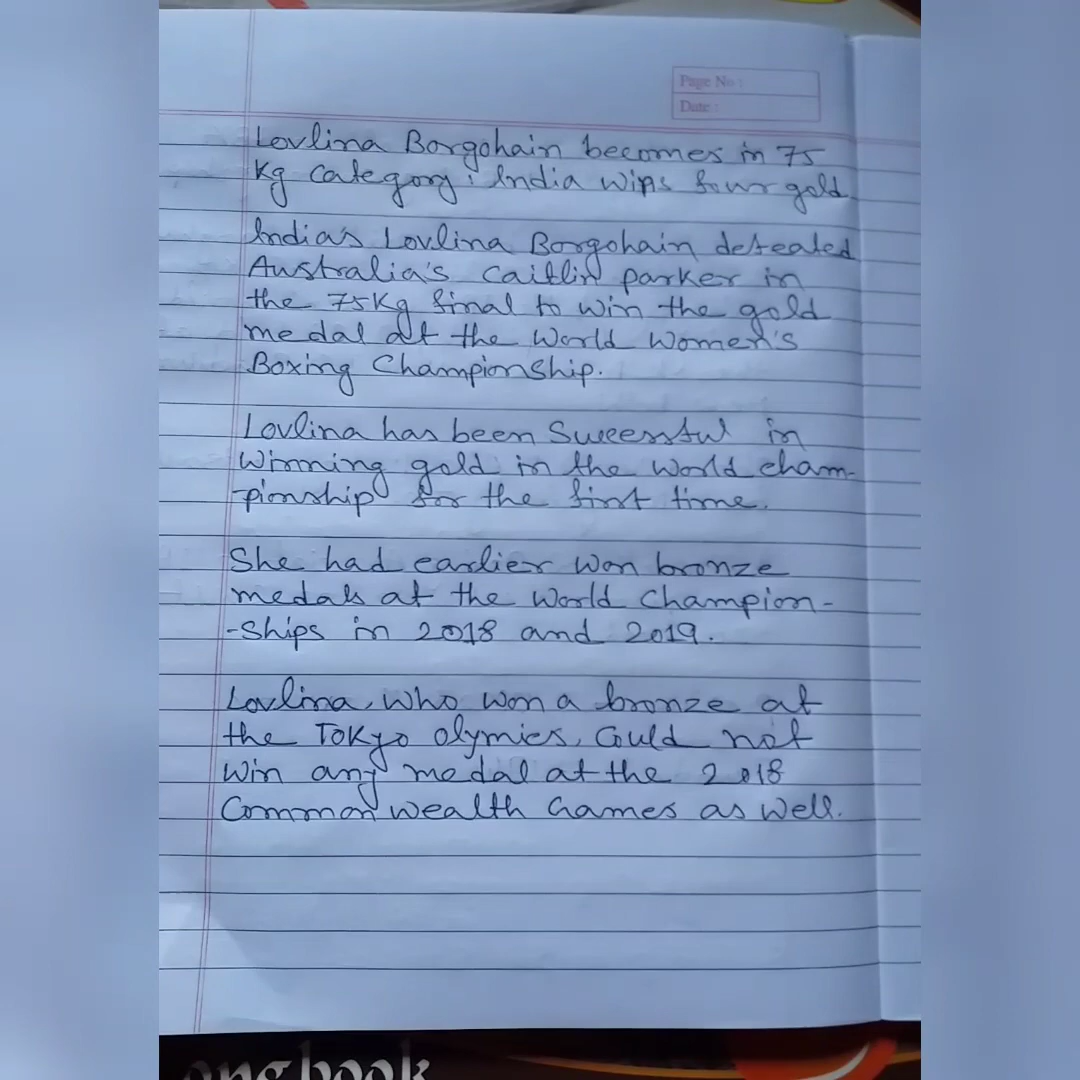 Page No :
Date :
Lovlina Borgohain becomes in 75
Kg Category; India wins four gold
India's Lovlina Borgohain defeated
Australia's Caitlin parker in
the 75Kg final to win the gold
medal at the World Women's
Boxing Championship.
Lovlina has been Successful in
Winning gold in the world cham-
-pionship for the first time.
She had earlier won bronze
medals at the World Champion-
-Ships in 2018 and 2019.
Lovlina, Who won a bronze at
the Tokyo olymics, Could not
Win any medal at the 2018
Commonwealth Games as well.
ongbook